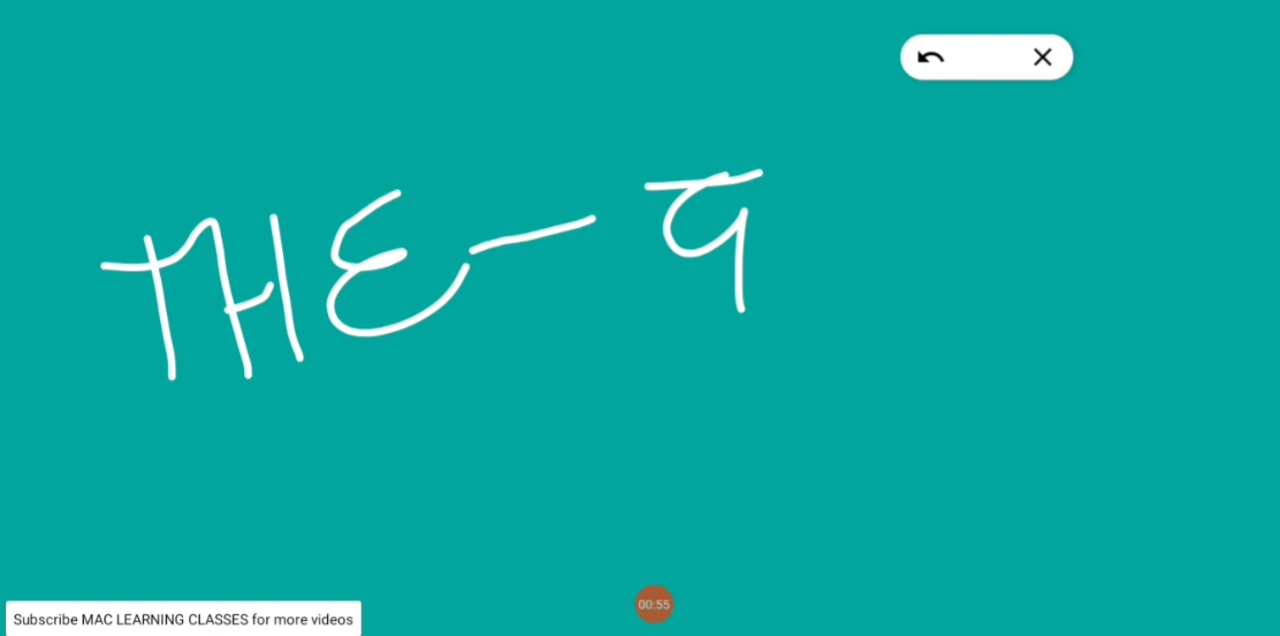 THE - व
00:55
Subscribe MAC LEARNING CLASSES for more videos